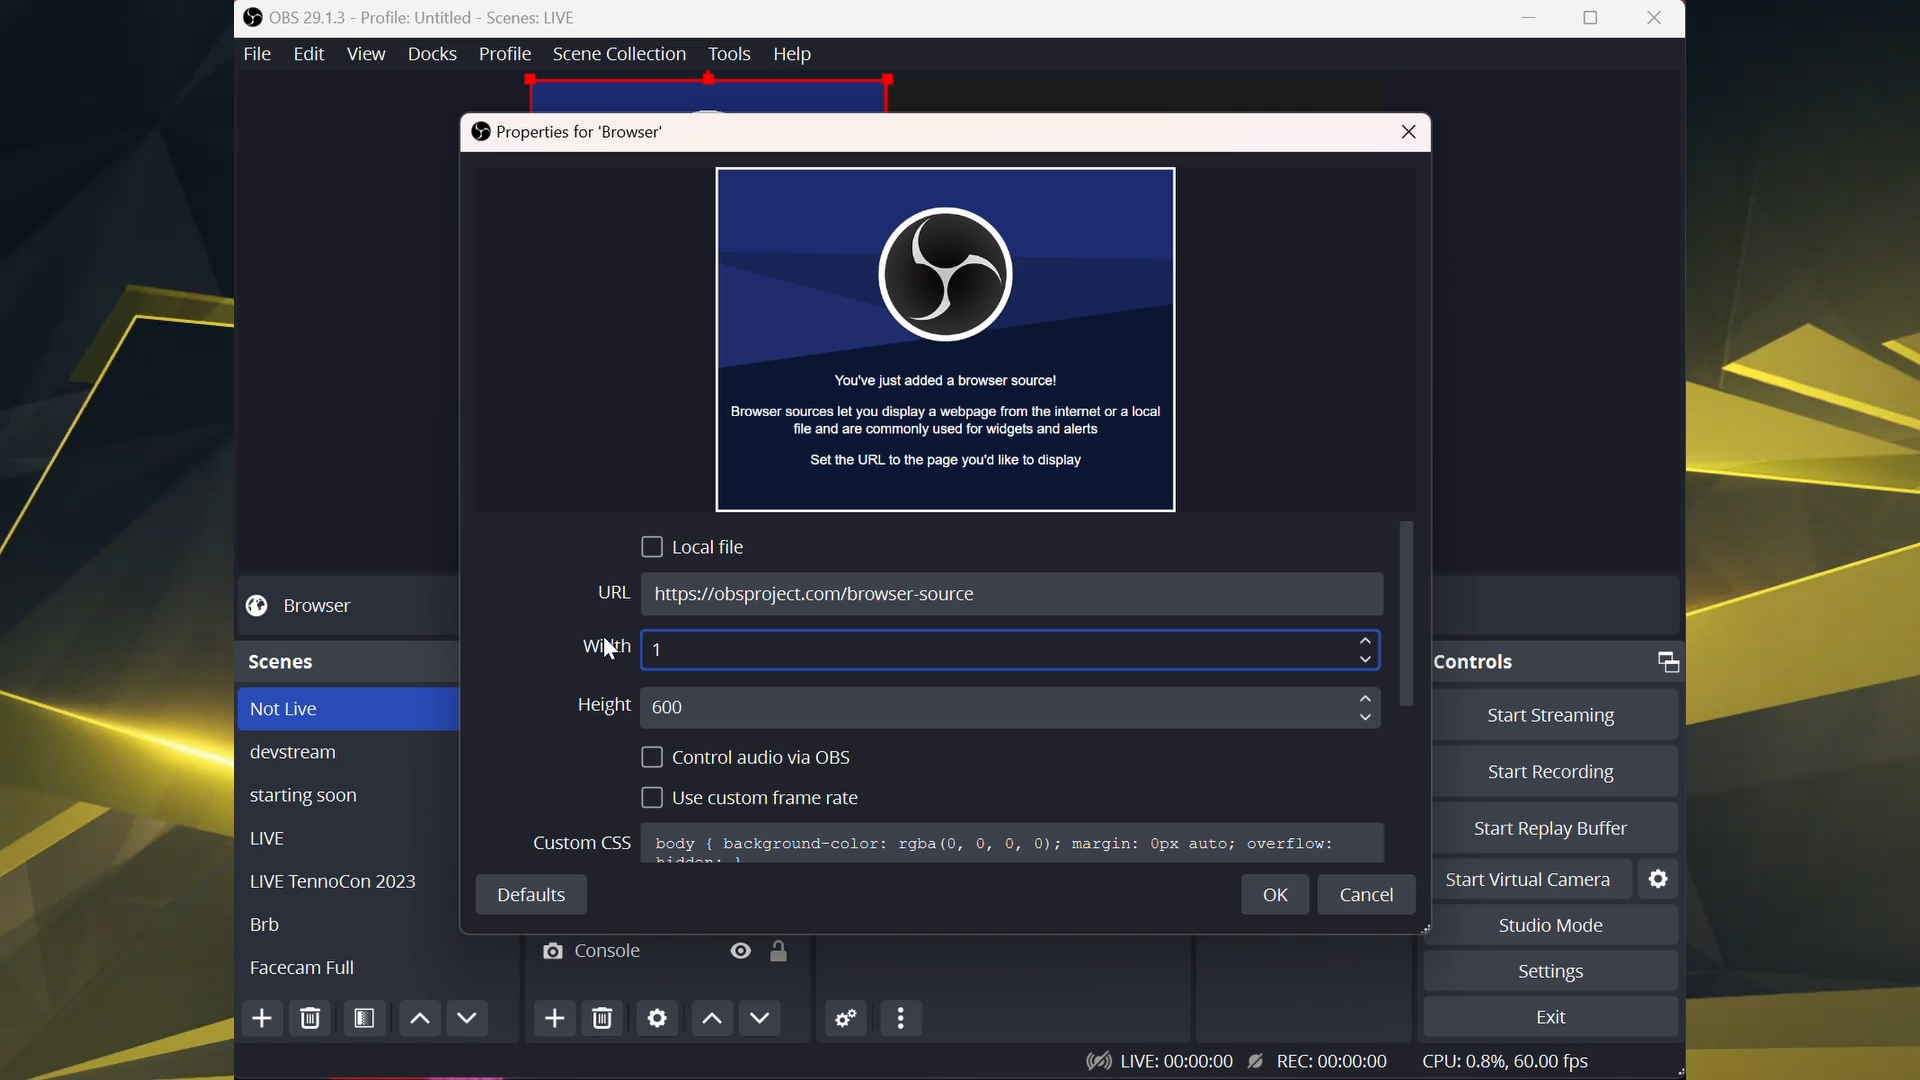 OBS 29.1.3 - Profile: Untitled - Scenes: LIVE
File Edit View Docks Profile Scene Collection Tools Help
Properties for 'Browser'
You've just added a browser source!
Browser sources let you display a webpage from the internet or a local
file and are commonly used for widgets and alerts
Set the URL to the page you'd like to display
Local file
URL https://obsproject.com/browser-source
Width 1
Height 600
Control audio via OBS
Use custom frame rate
Custom CSS body { background-color: rgba(0, 0, 0, 0); margin: 0px auto; overflow:
hidden; }
Defaults OK Cancel
Browser
Scenes
Not Live
devstream
starting soon
LIVE
LIVE TennoCon 2023
Brb
Facecam Full
Console
Controls
Start Streaming
Start Recording
Start Replay Buffer
Start Virtual Camera
Studio Mode
Settings
Exit
LIVE: 00:00:00 REC: 00:00:00 CPU: 0.8%, 60.00 fps